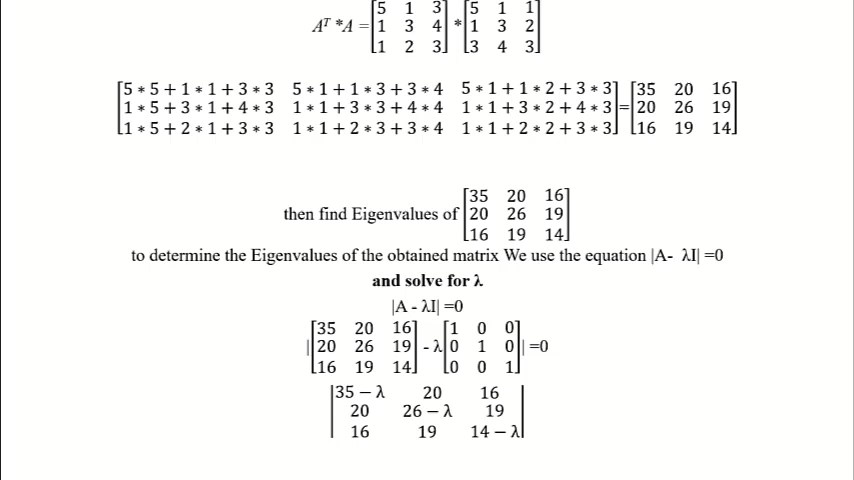 Aᵀ *A = [5 1 3; 1 3 4; 1 2 3] * [5 1 1; 1 3 2; 3 4 3]
[5 ∗ 5 + 1 ∗ 1 + 3 ∗ 3 5 ∗ 1 + 1 ∗ 3 + 3 ∗ 4 5 ∗ 1 + 1 ∗ 2 + 3 ∗ 3; 1 ∗ 5 + 3 ∗ 1 + 4 ∗ 3 1 ∗ 1 + 3 ∗ 3 + 4 ∗ 4 1 ∗ 1 + 3 ∗ 2 + 4 ∗ 3; 1 ∗ 5 + 2 ∗ 1 + 3 ∗ 3 1 ∗ 1 + 2 ∗ 3 + 3 ∗ 4 1 ∗ 1 + 2 ∗ 2 + 3 ∗ 3] = [35 20 16; 20 26 19; 16 19 14]
then find Eigenvalues of [35 20 16; 20 26 19; 16 19 14]
to determine the Eigenvalues of the obtained matrix We use the equation |A- λI| =0
and solve for λ
|A - λI| =0
|[35 20 16; 20 26 19; 16 19 14] - λ[1 0 0; 0 1 0; 0 0 1]| =0
|35 − λ 20 16; 20 26 − λ 19; 16 19 14 − λ|